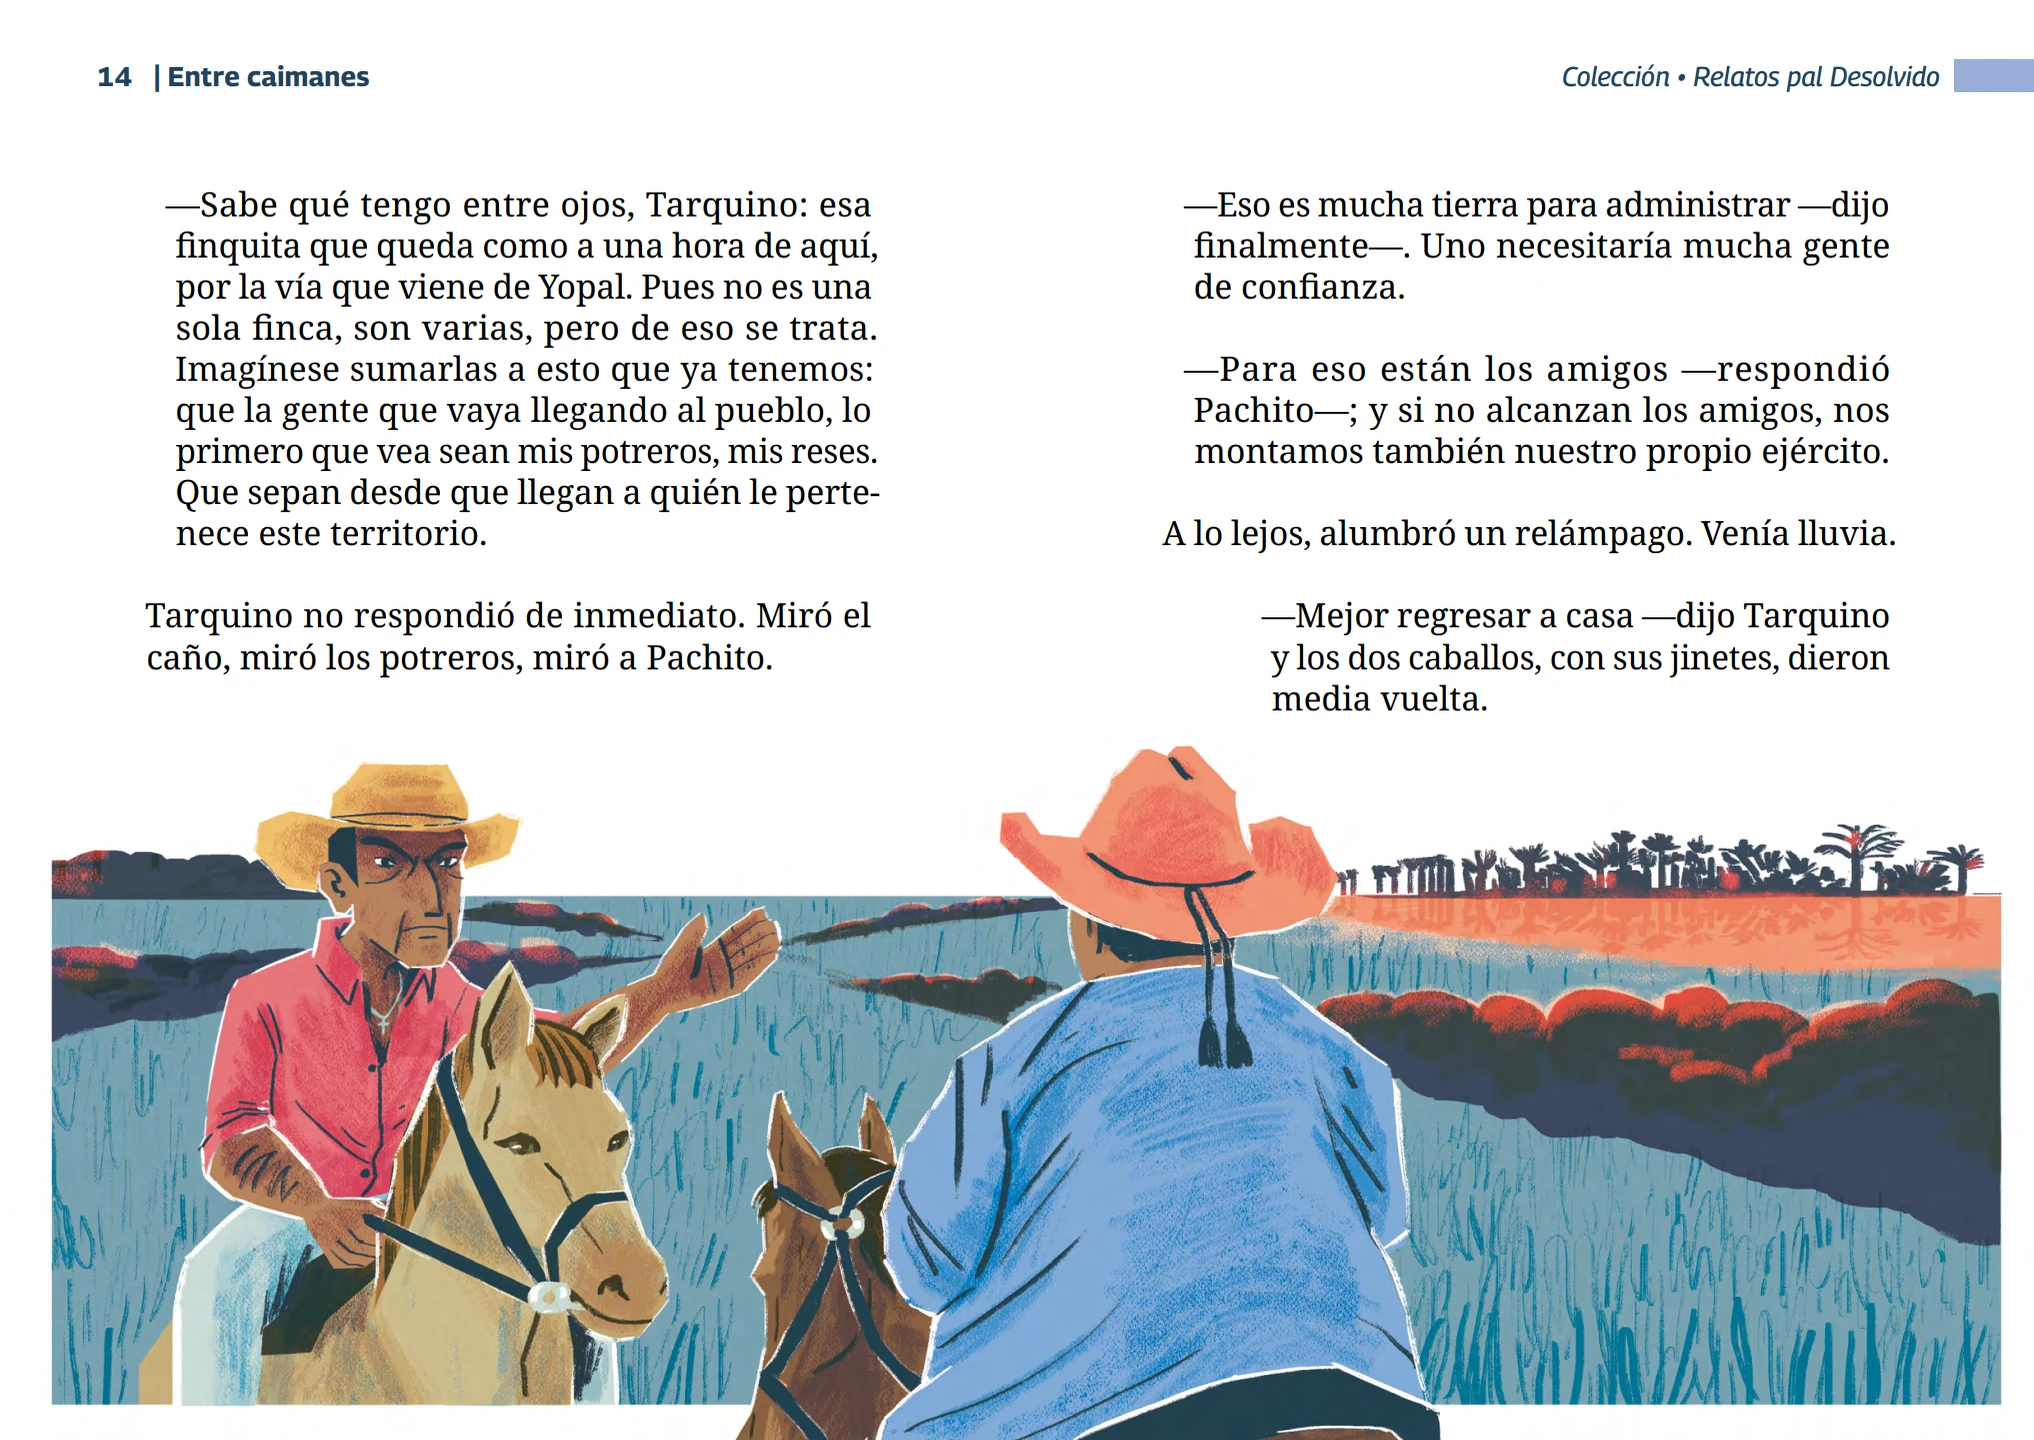 14 | Entre caimanes
Colección • Relatos pal Desolvido
—Sabe qué tengo entre ojos, Tarquino: esa
finquita que queda como a una hora de aquí,
por la vía que viene de Yopal. Pues no es una
sola finca, son varias, pero de eso se trata.
Imagínese sumarlas a esto que ya tenemos:
que la gente que vaya llegando al pueblo, lo
primero que vea sean mis potreros, mis reses.
Que sepan desde que llegan a quién le perte-
nece este territorio.
Tarquino no respondió de inmediato. Miró el
caño, miró los potreros, miró a Pachito.
—Eso es mucha tierra para administrar —dijo
finalmente—. Uno necesitaría mucha gente
de confianza.
—Para eso están los amigos —respondió
Pachito—; y si no alcanzan los amigos, nos
montamos también nuestro propio ejército.
A lo lejos, alumbró un relámpago. Venía lluvia.
—Mejor regresar a casa —dijo Tarquino
y los dos caballos, con sus jinetes, dieron
media vuelta.